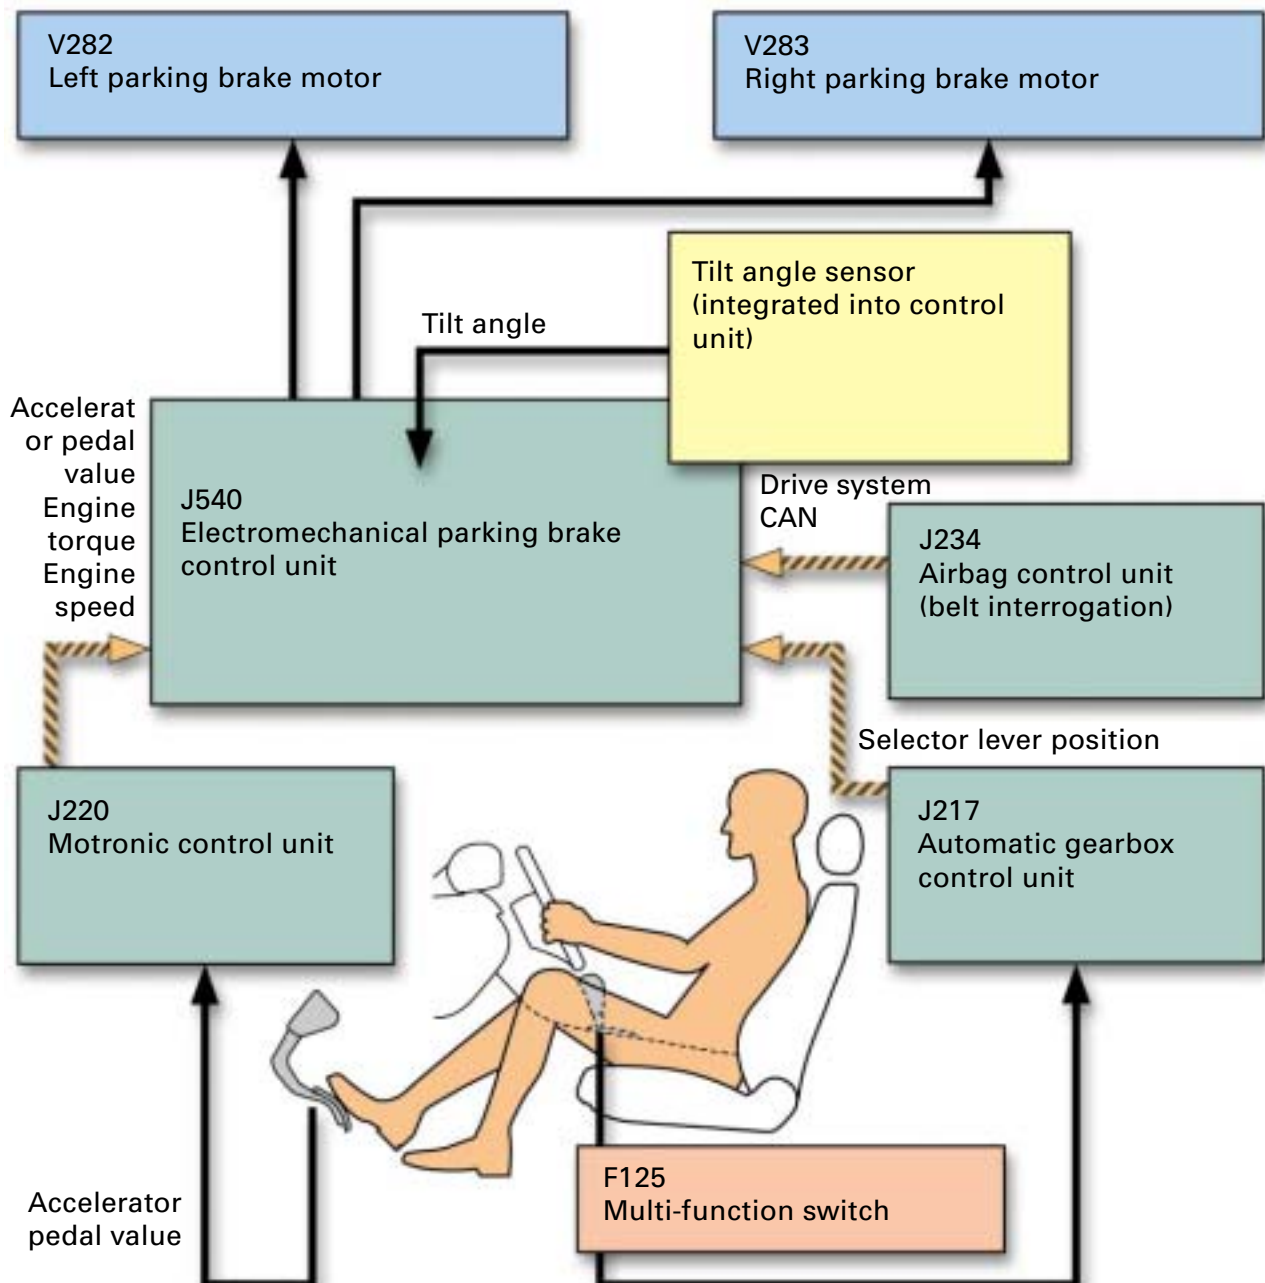 V282
Left parking brake motor
V283
Right parking brake motor
Tilt angle sensor
(integrated into control
unit)
Tilt angle
Accelerat
or pedal
value
Engine
torque
Engine
speed
J540
Electromechanical parking brake
control unit
Drive system
CAN
J234
Airbag control unit
(belt interrogation)
Selector lever position
J220
Motronic control unit
J217
Automatic gearbox
control unit
F125
Multi-function switch
Accelerator
pedal value